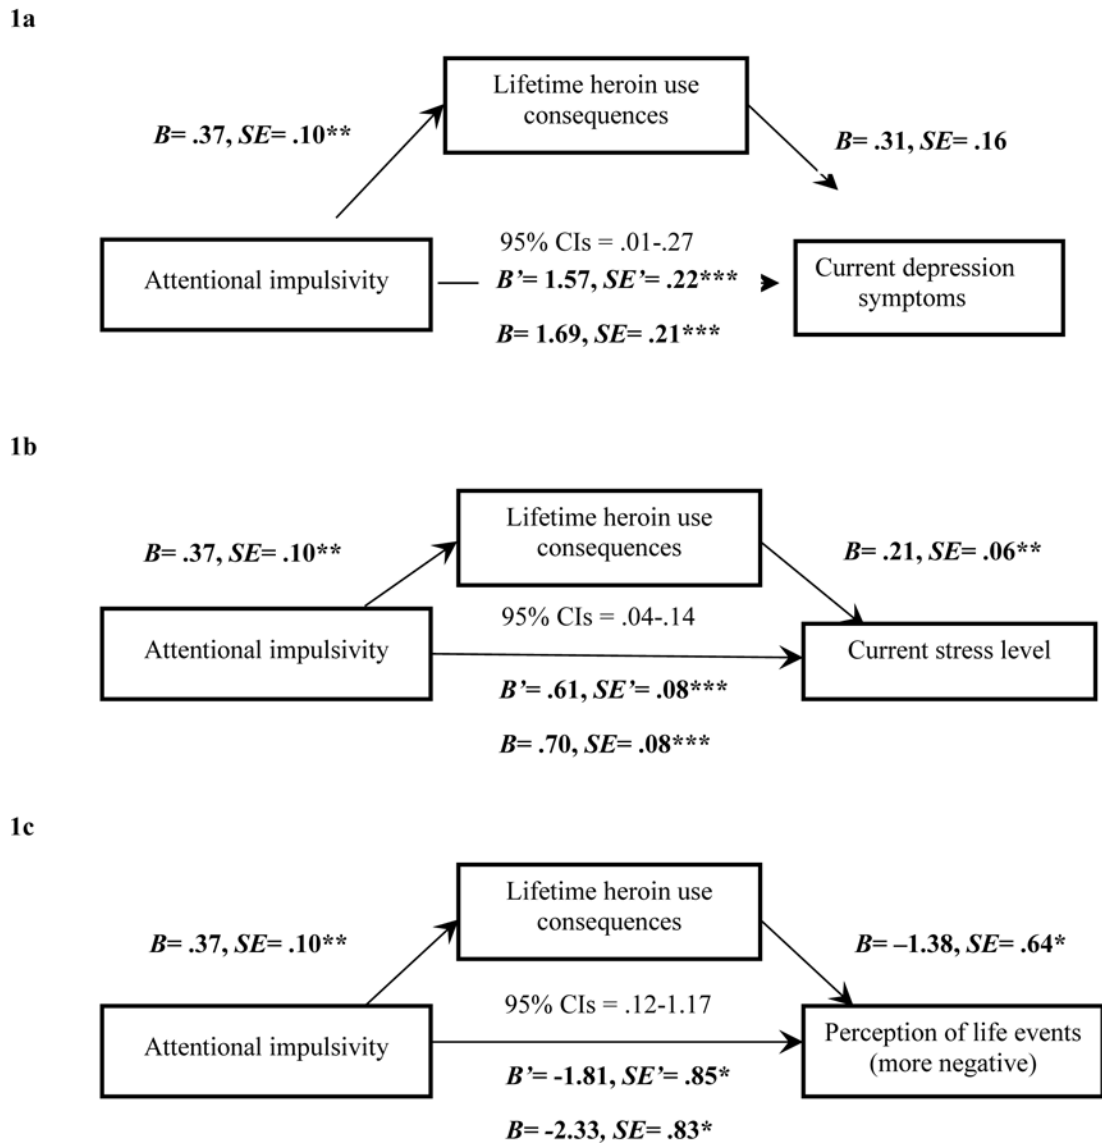 1a
Lifetime heroin use
consequences
B= .37, SE= .10**
B= .31, SE= .16
95% CIs = .01-.27
Attentional impulsivity
B’= 1.57, SE’= .22***
Current depression
symptoms
B= 1.69, SE= .21***
1b
Lifetime heroin use
consequences
B= .37, SE= .10**
B= .21, SE= .06**
95% CIs = .04-.14
Attentional impulsivity
Current stress level
B’= .61, SE’= .08***
B= .70, SE= .08***
1c
Lifetime heroin use
consequences
B= .37, SE= .10**
B= –1.38, SE= .64*
95% CIs = .12-1.17
Attentional impulsivity
Perception of life events
(more negative)
B’= -1.81, SE’= .85*
B= -2.33, SE= .83*